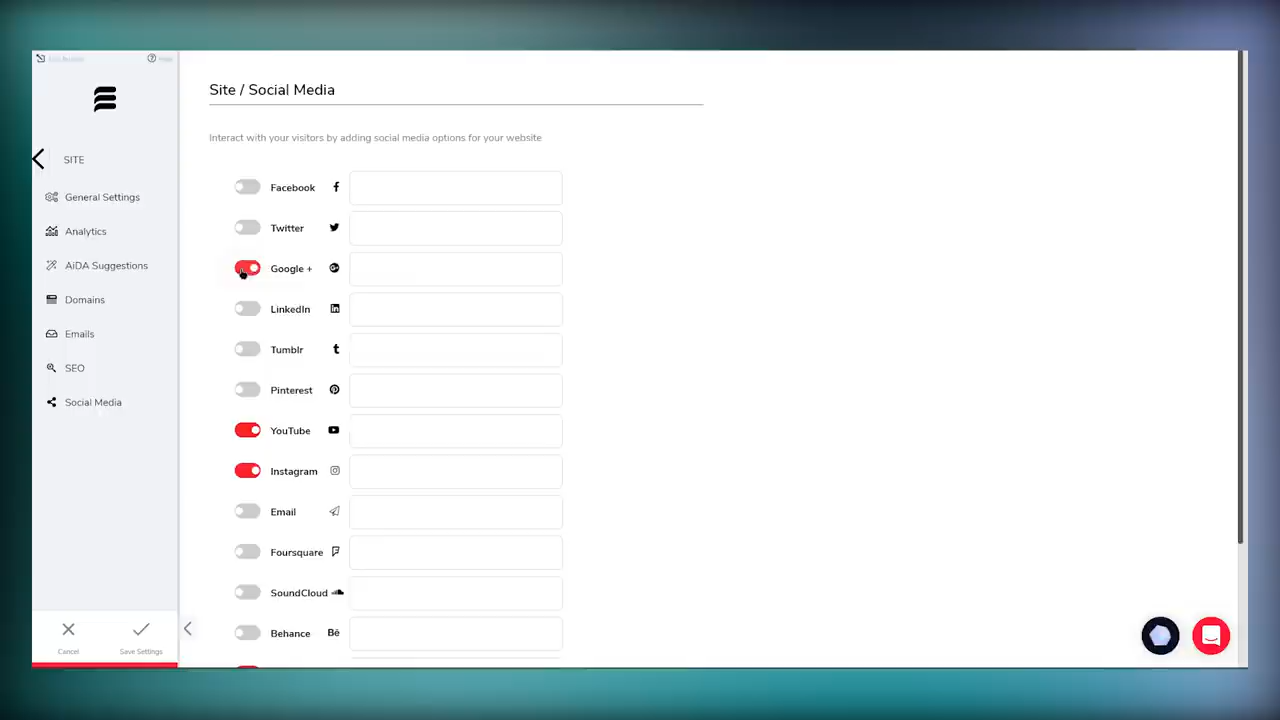 Site / Social Media
SITE
Interact with your visitors by adding social media options for your website
General Settings
Analytics
AiDA Suggestions
Domains
Emails
SEO
Social Media
Facebook
Twitter
Google +
LinkedIn
Tumblr
Pinterest
YouTube
Instagram
Email
Foursquare
SoundCloud
Behance
Cancel
Save Settings